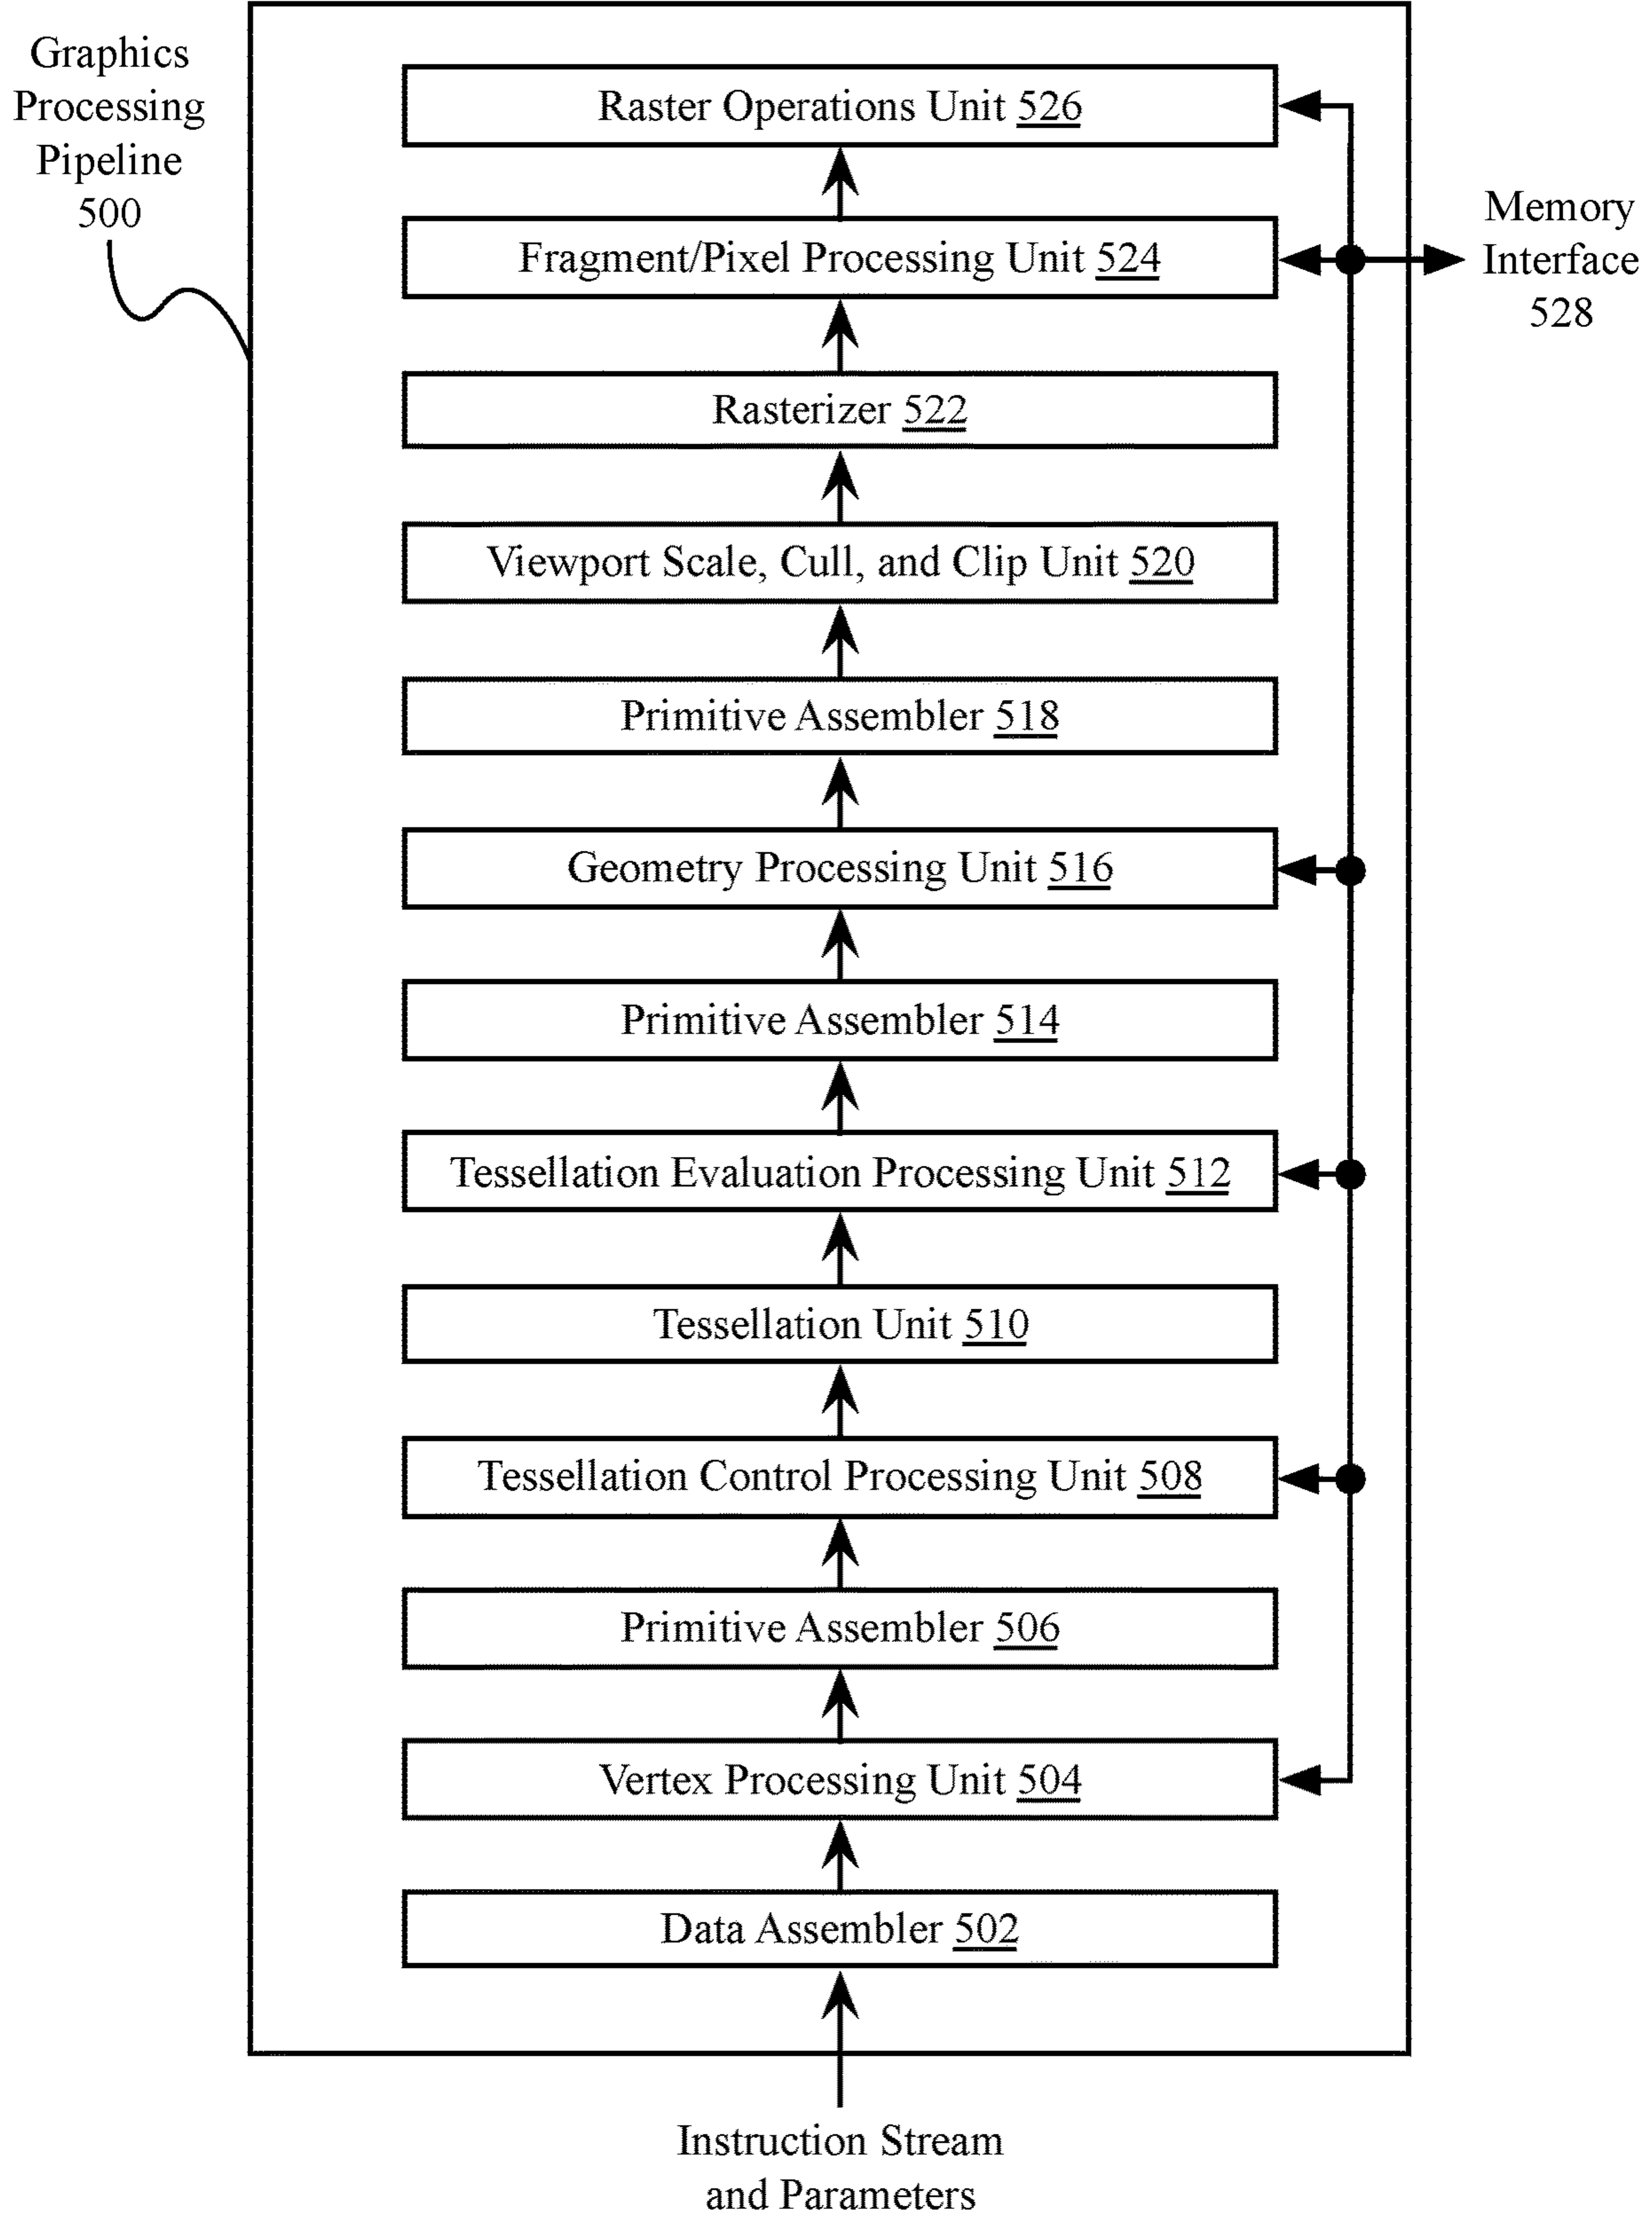 Graphics
Processing
Pipeline
500
Raster Operations Unit 526
Fragment/Pixel Processing Unit 524
Memory
Interface
528
Rasterizer 522
Viewport Scale, Cull, and Clip Unit 520
Primitive Assembler 518
Geometry Processing Unit 516
Primitive Assembler 514
Tessellation Evaluation Processing Unit 512
Tessellation Unit 510
Tessellation Control Processing Unit 508
Primitive Assembler 506
Vertex Processing Unit 504
Data Assembler 502
Instruction Stream
and Parameters